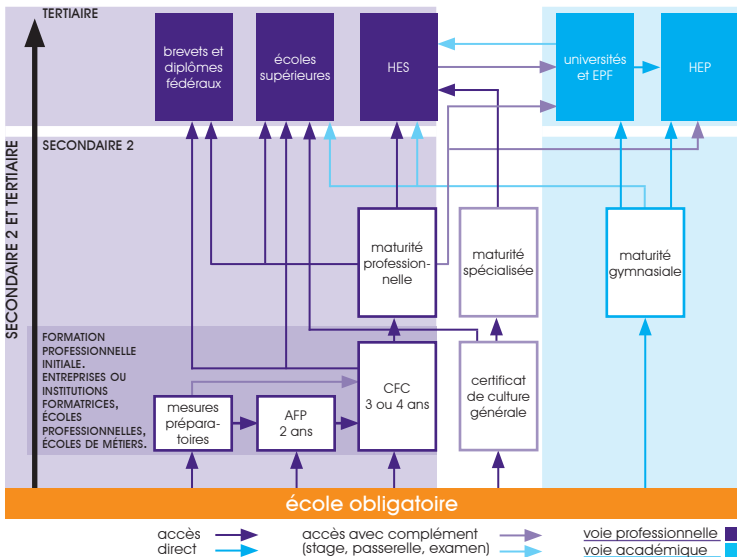 TERTIAIRE
brevets et
diplômes
fédéraux
écoles
supérieures
HES
universités
et EPF
HEP
SECONDAIRE 2 ET TERTIAIRE
SECONDAIRE 2
maturité
profession-
nelle
maturité
spécialisée
maturité
gymnasiale
FORMATION
PROFESSIONNELLE
INITIALE.
ENTREPRISES OU
INSTITUTIONS
FORMATRICES,
ÉCOLES
PROFESSIONNELLES,
ÉCOLES DE MÉTIERS.
mesures
prépara-
toires
AFP
2 ans
CFC
3 ou 4 ans
certificat
de culture
générale
école obligatoire
accès
direct
accès avec complément
(stage, passerelle, examen)
voie professionnelle
voie académique